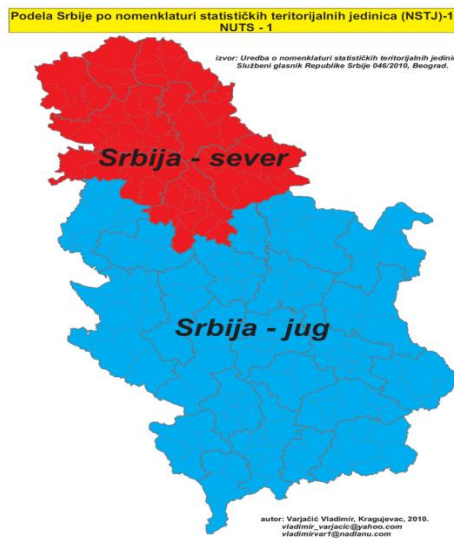 Podela Srbije po nomenklaturi statističkih teritorijalnih jedinica (NSTJ)-1
NUTS - 1
izvor: Uredba o nomenklaturi statističkih teritorijalnih jedinic
Službeni glasnik Republike Srbije 046/2010, Beograd.
Srbija - sever
Srbija - jug
autor: Varjačić Vladimir, Kragujevac, 2010.
vladimir_varjacic@yahoo.com
vladimirvar1@nadlanu.com